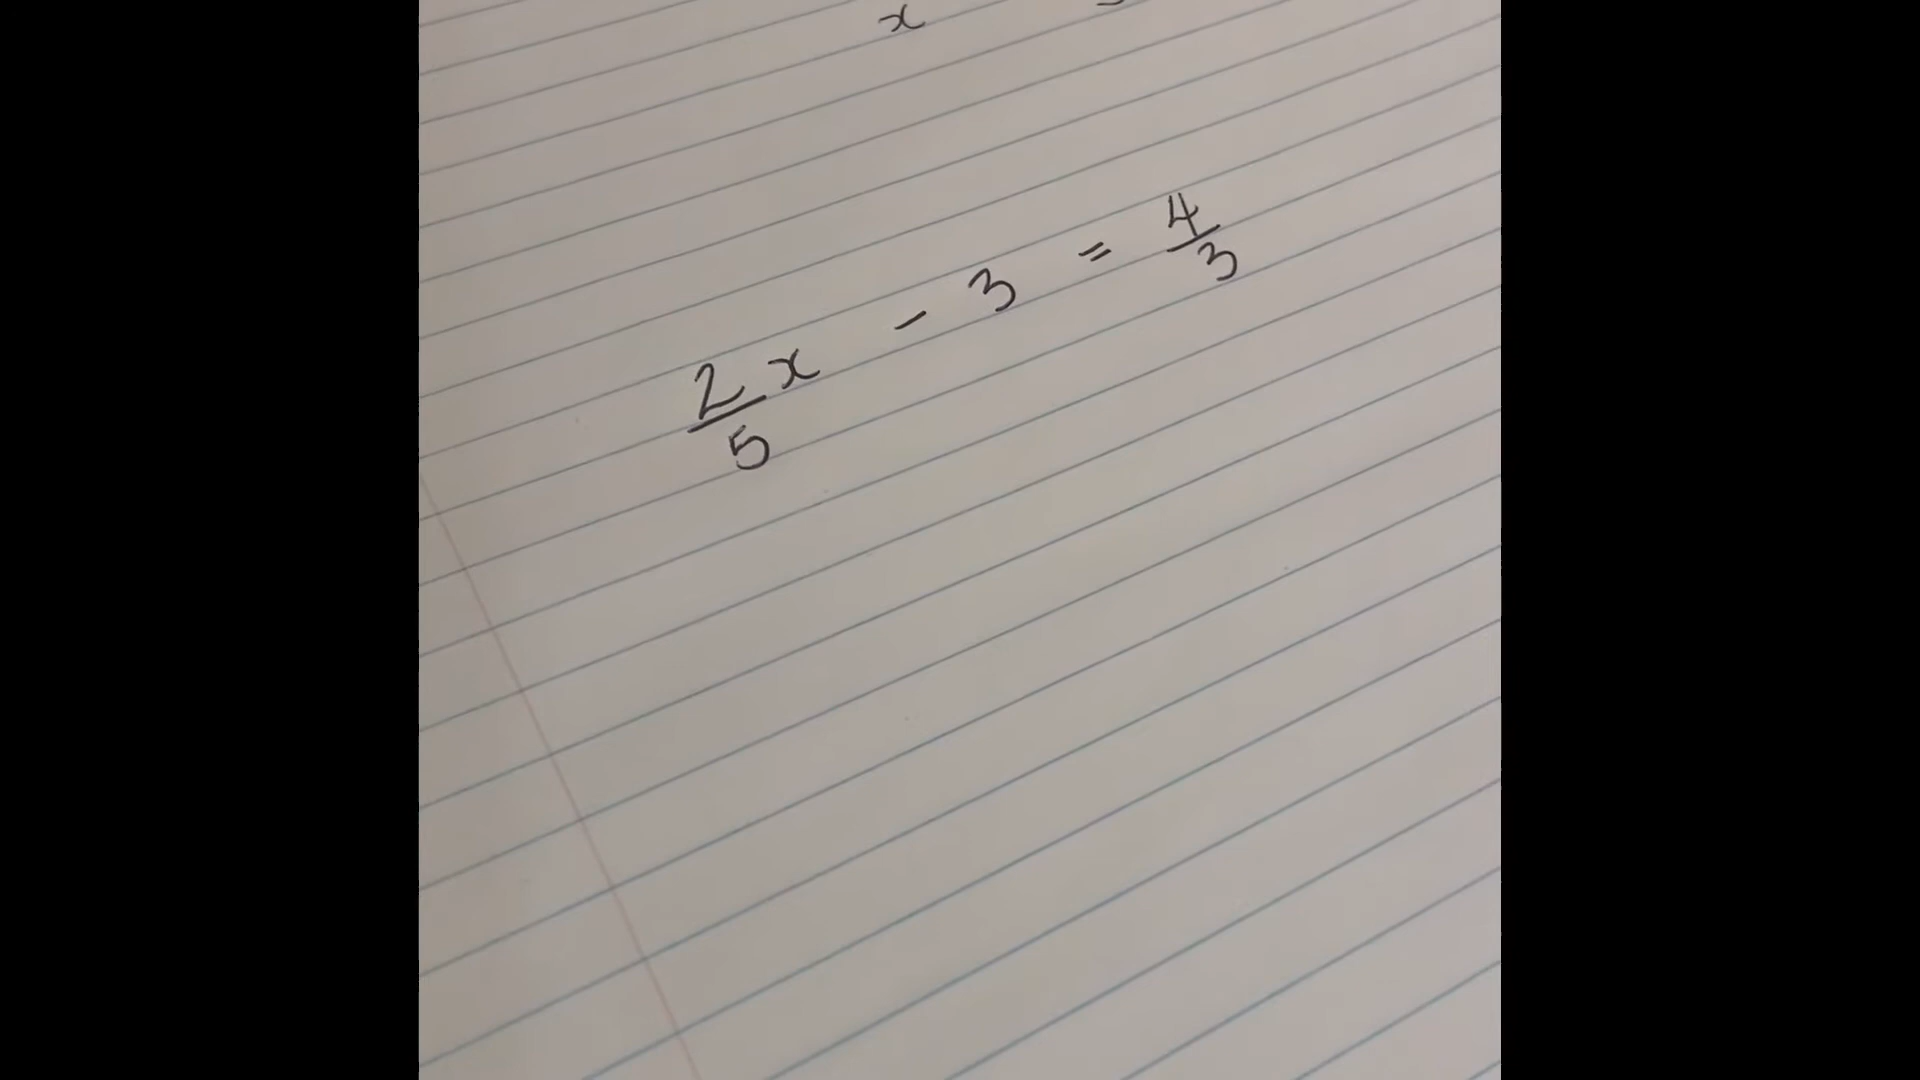 x
2/5 x - 3 = 4/3